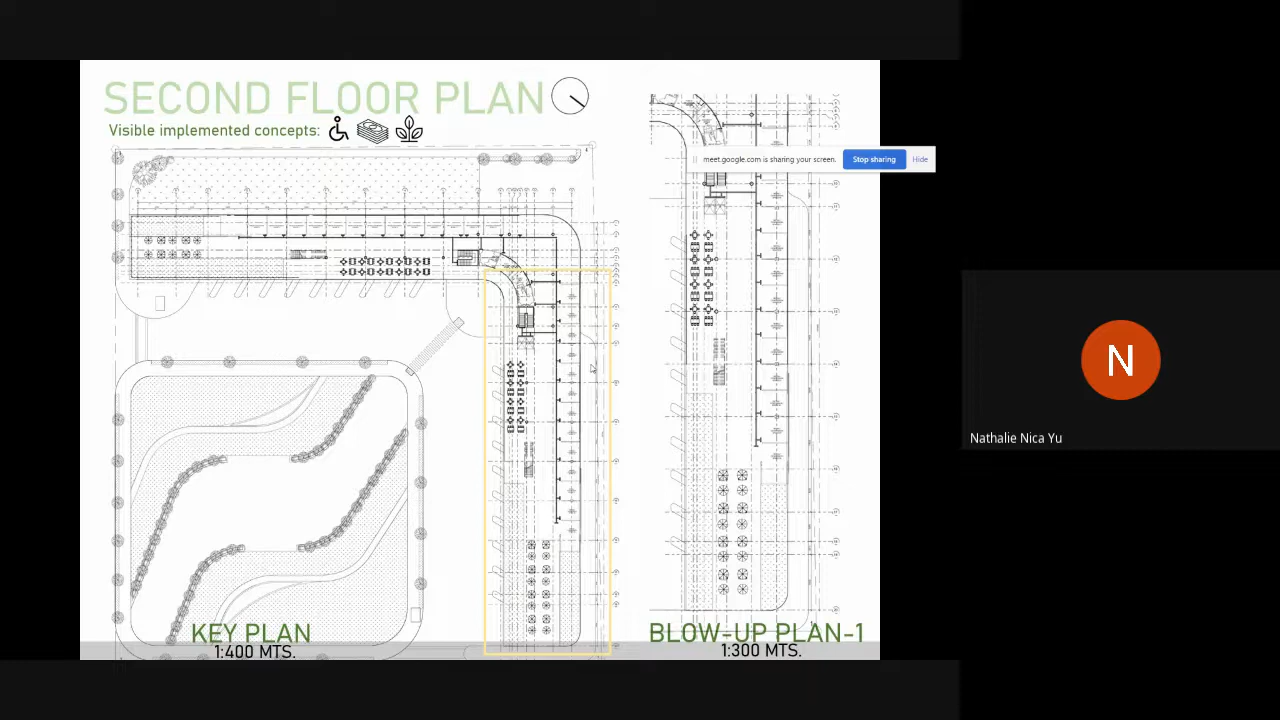 SECOND FLOOR PLAN
Visible implemented concepts:
meet.google.com is sharing your screen.
Stop sharing
Hide
N
Nathalie Nica Yu
KEY PLAN
1:400 MTS.
BLOW-UP PLAN-1
1:300 MTS.